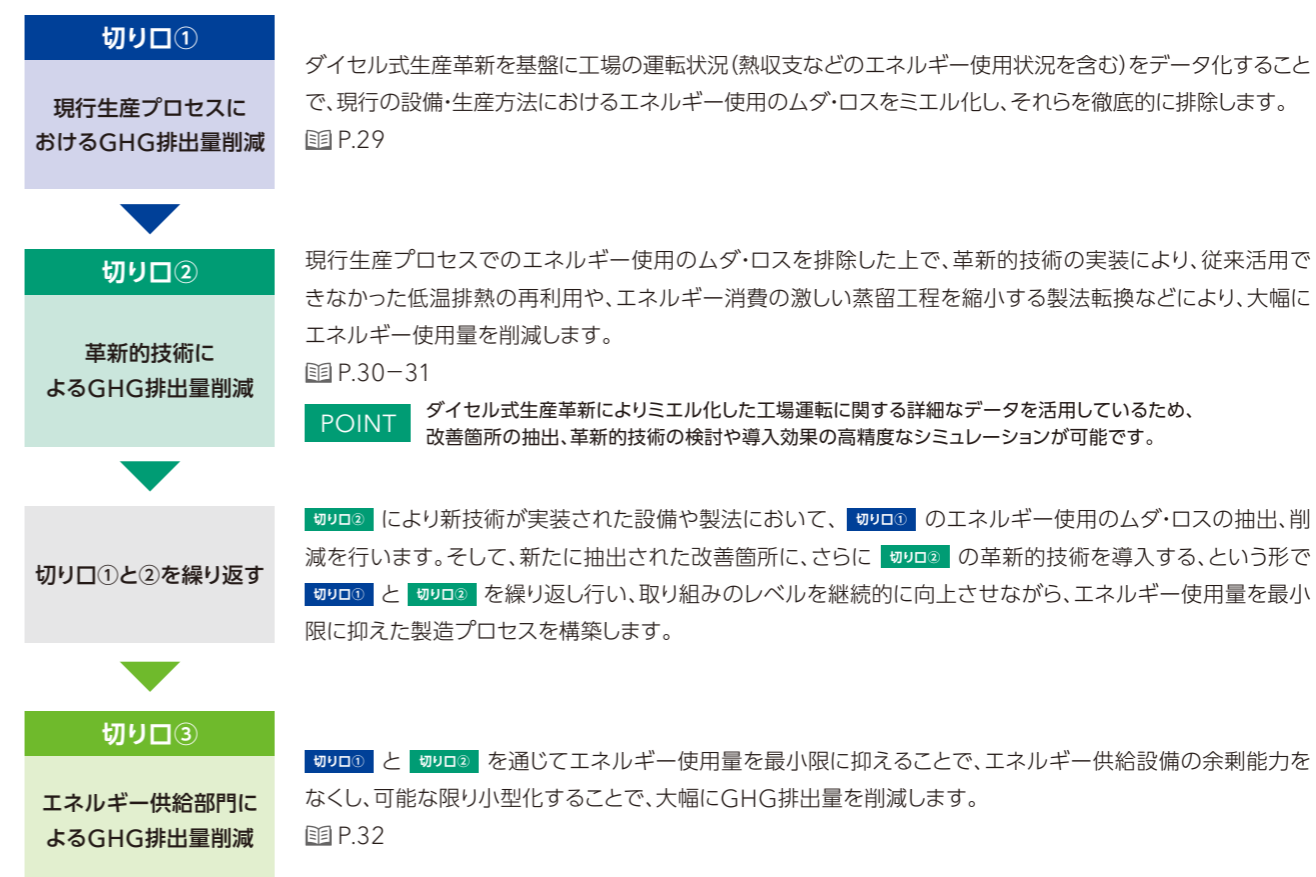 切り口①
現行生産プロセスに
おけるGHG排出量削減
ダイセル式生産革新を基盤に工場の運転状況(熱収支などのエネルギー使用状況を含む)をデータ化すること
で、現行の設備・生産方法におけるエネルギー使用のムダ・ロスをミエル化し、それらを徹底的に排除します。
P.29
切り口②
革新的技術に
よるGHG排出量削減
現行生産プロセスでのエネルギー使用のムダ・ロスを排除した上で、革新的技術の実装により、従来活用で
きなかった低温排熱の再利用や、エネルギー消費の激しい蒸留工程を縮小する製法転換などにより、大幅に
エネルギー使用量を削減します。
P.30−31
POINT
ダイセル式生産革新によりミエル化した工場運転に関する詳細なデータを活用しているため、
改善箇所の抽出、革新的技術の検討や導入効果の高精度なシミュレーションが可能です。
切り口①と②を繰り返す
切り口② により新技術が実装された設備や製法において、 切り口① のエネルギー使用のムダ・ロスの抽出、削
減を行います。そして、新たに抽出された改善箇所に、さらに 切り口② の革新的技術を導入する、という形で
切り口① と 切り口② を繰り返し行い、取り組みのレベルを継続的に向上させながら、エネルギー使用量を最小
限に抑えた製造プロセスを構築します。
切り口③
エネルギー供給部門に
よるGHG排出量削減
切り口① と 切り口② を通じてエネルギー使用量を最小限に抑えることで、エネルギー供給設備の余剰能力を
なくし、可能な限り小型化することで、大幅にGHG排出量を削減します。
P.32